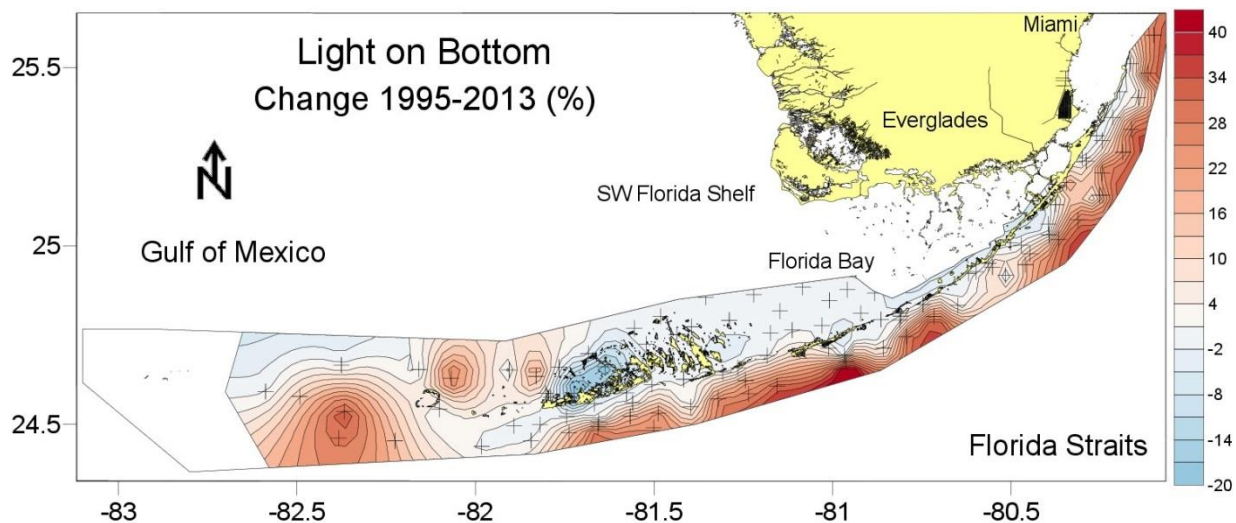 Light on Bottom
Change 1995-2013 (%)
Miami
Everglades
SW Florida Shelf
N
Gulf of Mexico
Florida Bay
Florida Straits
25.5
25
24.5
-83
-82.5
-82
-81.5
-81
-80.5
40
34
28
22
16
10
4
-2
-8
-14
-20